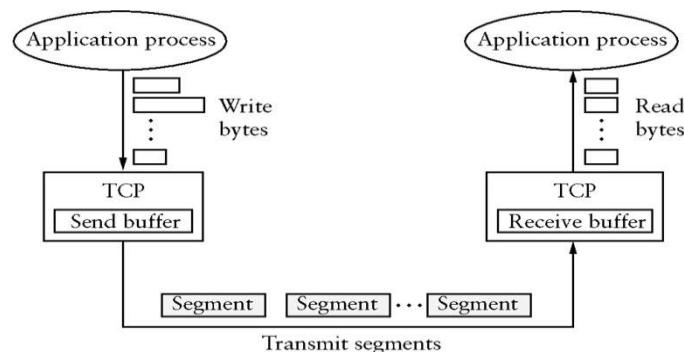 Application process
Application process
Write
bytes
Read
bytes
TCP
Send buffer
TCP
Receive buffer
Segment Segment Segment
Transmit segments